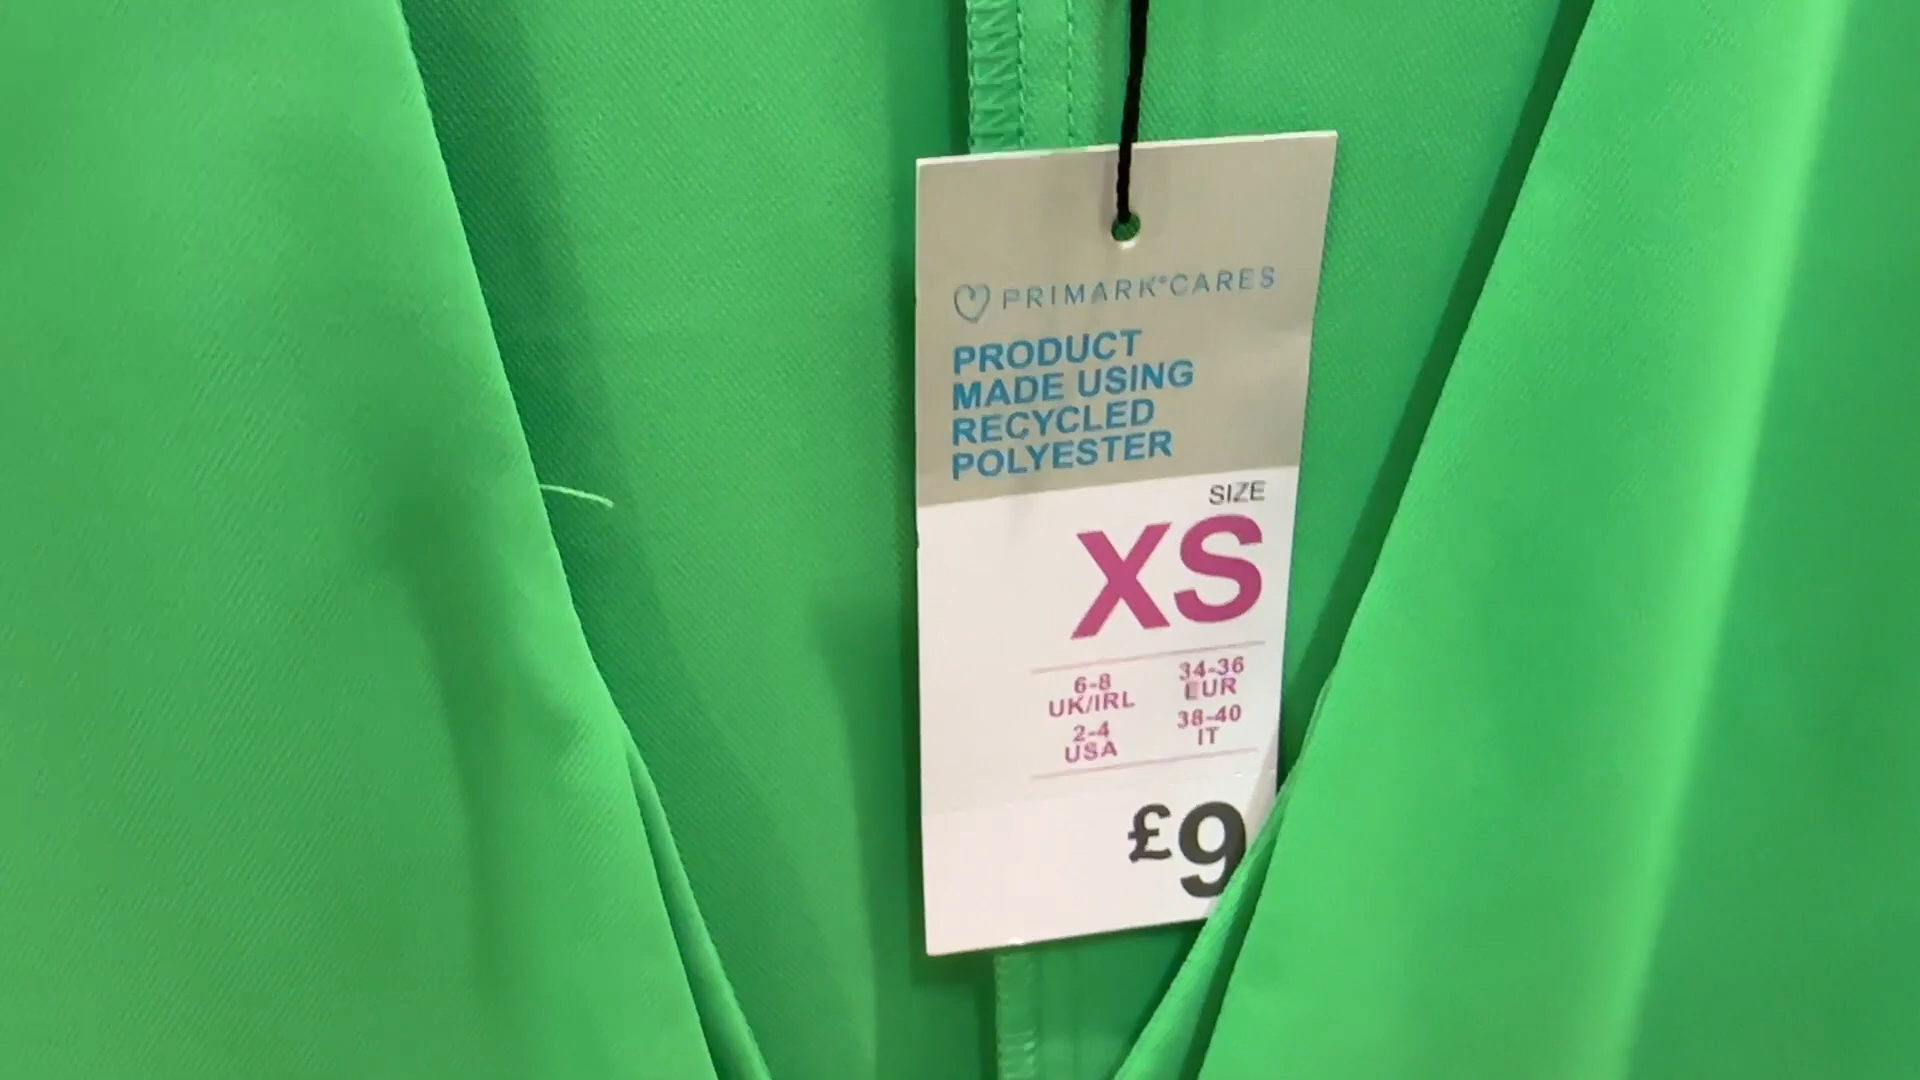 PRIMARK®CARES
PRODUCT
MADE USING
RECYCLED
POLYESTER
SIZE
XS
6-8
UK/IRL
34-36
EUR
2-4
USA
38-40
IT
£9